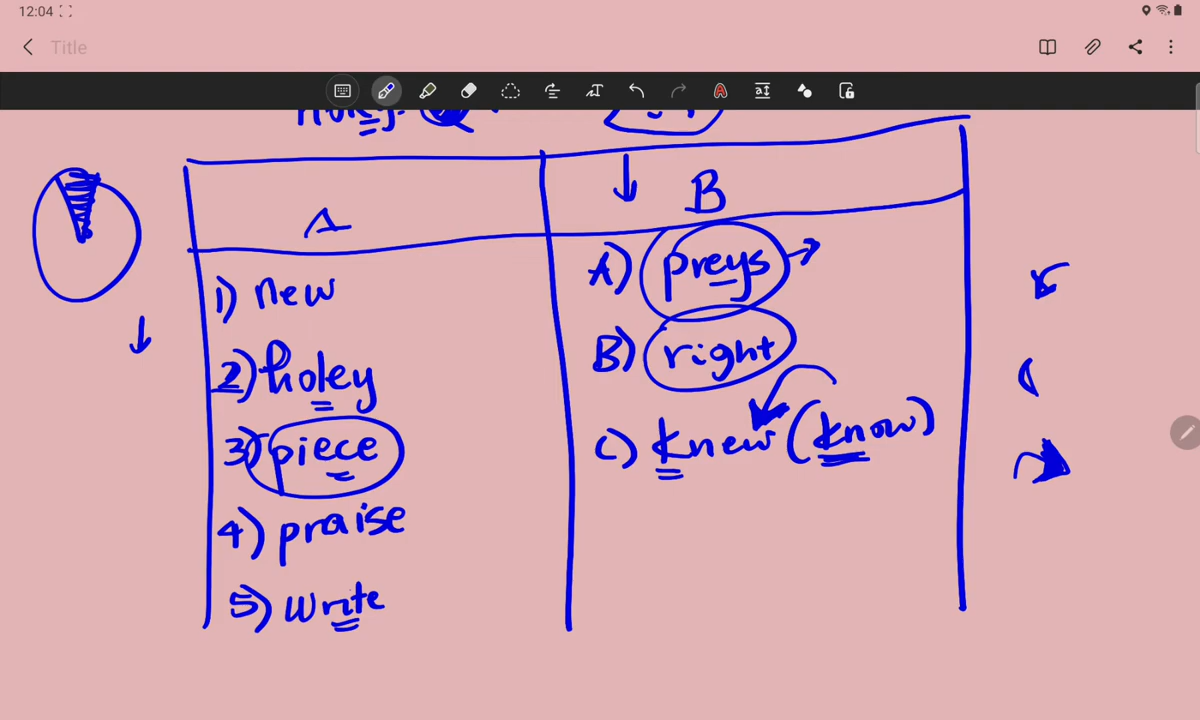 12:04
Title
A
B
1) new
2) holey
3) piece
4) praise
5) write
A) preys
B) right
C) knew (know)